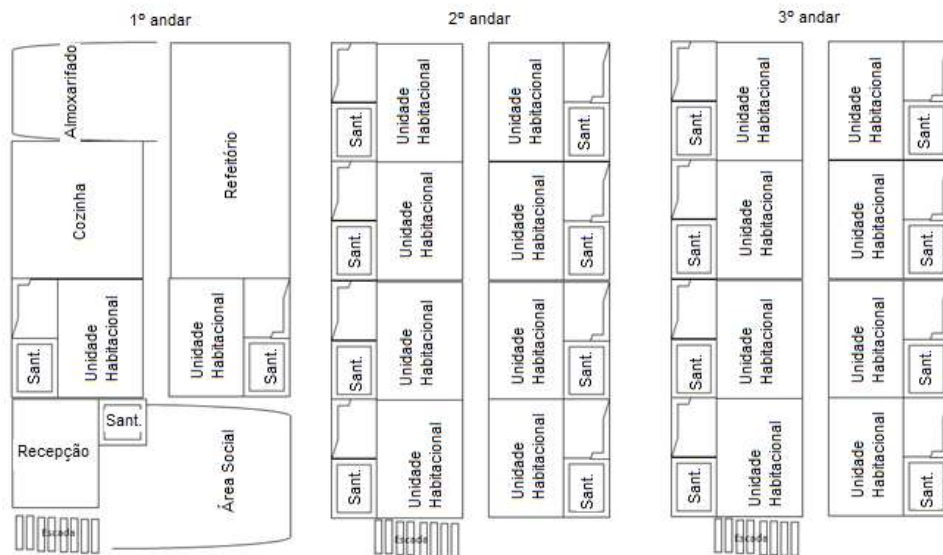 1º andar
Almoxarifado
Cozinha
Refeitório
Unidade
Habitacional
Sant.
Unidade
Habitacional
Sant.
Recepção
Sant.
Área Social
Escada
2º andar
Sant.
Unidade
Habitacional
Unidade
Habitacional
Sant.
Sant.
Unidade
Habitacional
Unidade
Habitacional
Sant.
Sant.
Unidade
Habitacional
Unidade
Habitacional
Sant.
Sant.
Unidade
Habitacional
Unidade
Habitacional
Sant.
Escada
3º andar
Sant.
Unidade
Habitacional
Unidade
Habitacional
Sant.
Sant.
Unidade
Habitacional
Unidade
Habitacional
Sant.
Sant.
Unidade
Habitacional
Unidade
Habitacional
Sant.
Sant.
Unidade
Habitacional
Unidade
Habitacional
Sant.
Escada